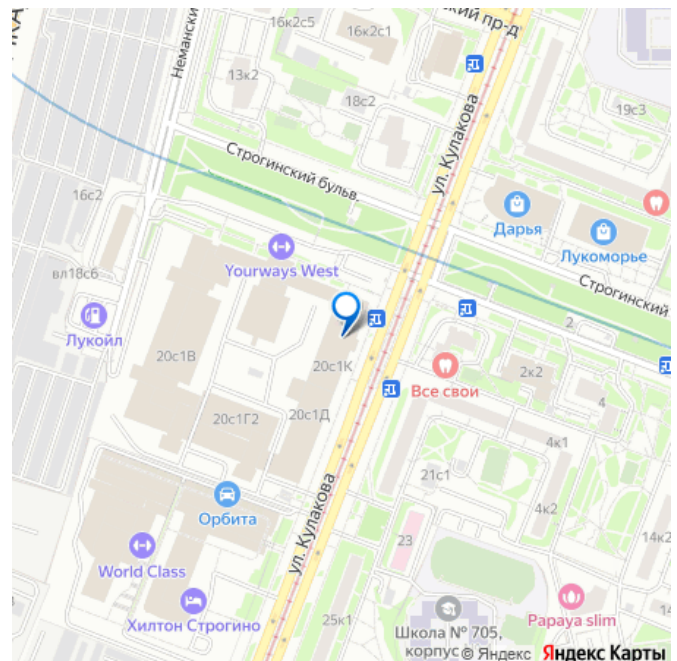 16к2с5
16к2с1
ский пр-д
Неманский
13к2
18с2
19с3
ул. Кулакова
Строгинский бульв.
16с2
Дарья
Лукоморье
Yourways West
вл18с6
Строгинский
Лукойл
2
20с1В
20с1К
2к2
Все свои
4
20с1Г2
20с1Д
4к1
21с1
Орбита
4к2
ул. Кулакова
23
14к2
World Class
Хилтон Строгино
25к1
Papaya slim
14
Школа № 705,
корпус
© Яндекс Яндекс Карты